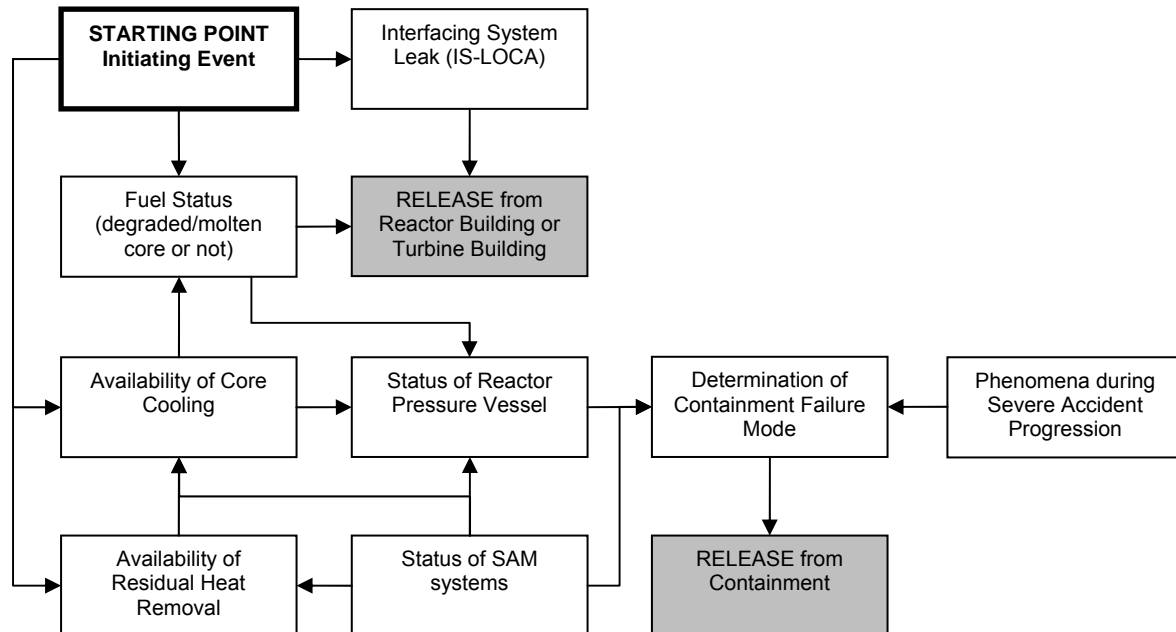 STARTING POINT
Initiating Event
Interfacing System
Leak (IS-LOCA)
Fuel Status
(degraded/molten
core or not)
RELEASE from
Reactor Building or
Turbine Building
Availability of Core
Cooling
Status of Reactor
Pressure Vessel
Determination of
Containment Failure
Mode
Phenomena during
Severe Accident
Progression
Availability of
Residual Heat
Removal
Status of SAM
systems
RELEASE from
Containment